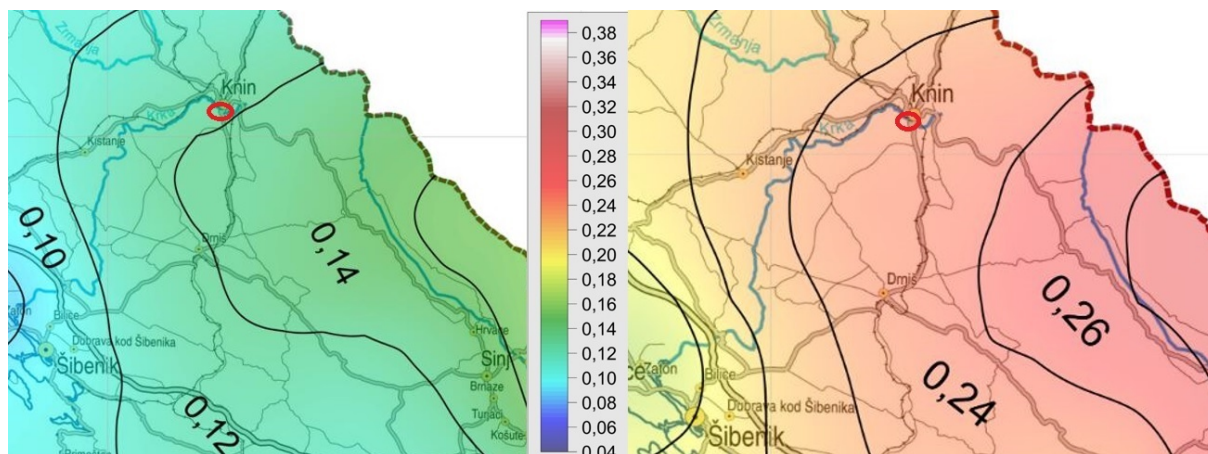 Zrmanja
Knin
Krka
Kistanje
0,10
Drniš
0,14
Bilice
Dubrava kod Šibenika
Šibenik
Hrvace
Sinj
Brnaze
Turjaci
Košute
0,12
0,38
0,36
0,34
0,32
0,30
0,28
0,26
0,24
0,22
0,20
0,18
0,16
0,14
0,12
0,10
0,08
0,06
0,04
Zrmanja
Knin
Krka
Kistanje
Drniš
0,26
Zaton
Bilice
0,24
Dubrava kod Šibenika
Šibenik